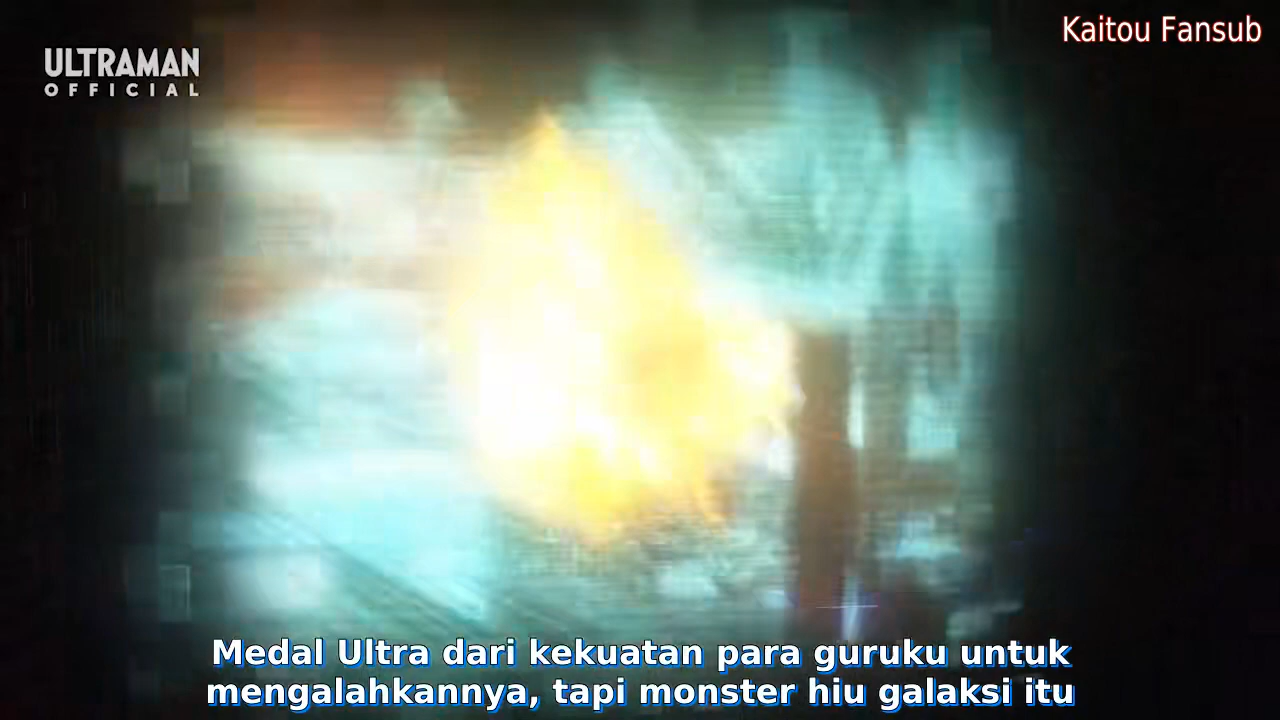 Kaitou Fansub
ULTRAMAN
OFFICIAL
Medal Ultra dari kekuatan para guruku untuk
mengalahkannya, tapi monster hiu galaksi itu